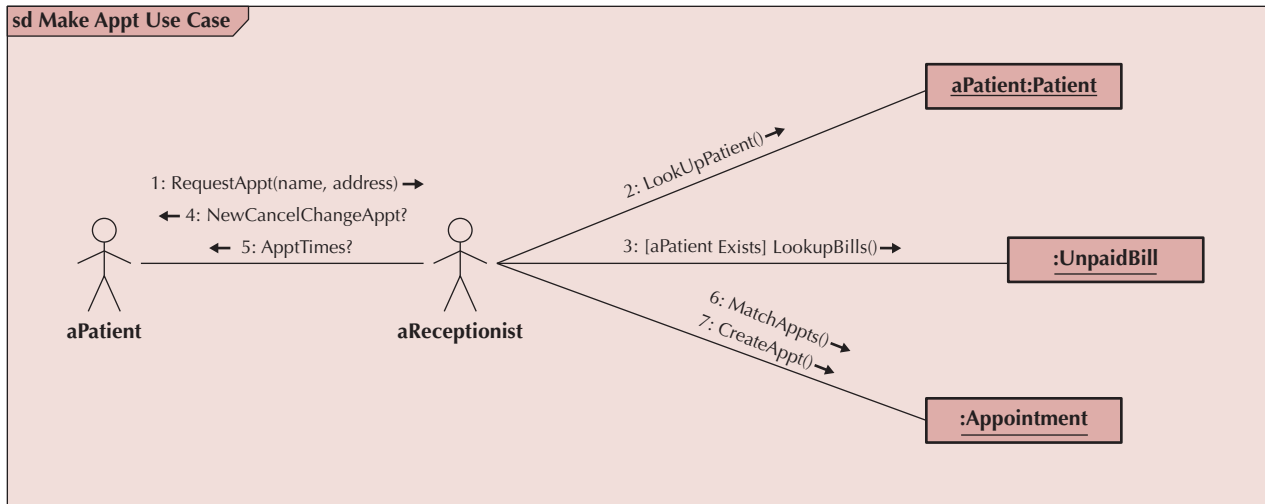 sd Make Appt Use Case
aPatient:Patient
2: LookUpPatient()
1: RequestAppt(name, address)
4: NewCancelChangeAppt?
5: ApptTimes?
3: [aPatient Exists] LookupBills()
:UnpaidBill
aPatient
aReceptionist
6: MatchAppts()
7: CreateAppt()
:Appointment